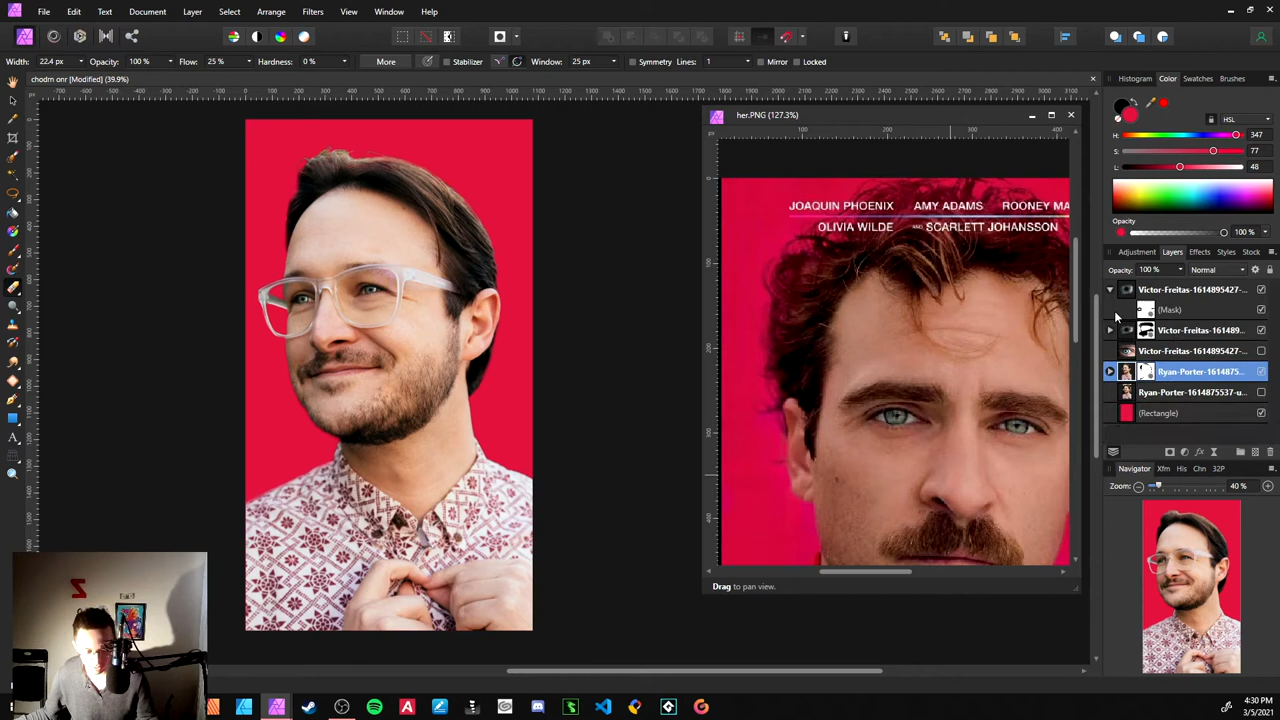 File Edit Text Document Layer Select Arrange Filters View Window Help
Width: 22.4 px Opacity: 100 % Flow: 25 % Hardness: 0 % More Stabilizer Window: 25 px Symmetry Lines: 1 Mirror Locked
chodrn orr [Modified] (39.9%)
her.PNG (127.3%)
JOAQUIN PHOENIX AMY ADAMS ROONEY MA
OLIVIA WILDE AND SCARLETT JOHANSSON
Drag to pan view.
Histogram Color Swatches Brushes
HSL
H: 347
S: 77
L: 48
Opacity
100 %
Adjustment Layers Effects Styles Stock
Opacity: 100 % Normal
Victor-Freitas-1614895427-...
(Mask)
Victor-Freitas-161489...
Victor-Freitas-1614895427-...
Ryan-Porter-1614875...
Ryan-Porter-1614875537-u...
(Rectangle)
Navigator Xfm His Chn 32P
Zoom: 40 %
4:30 PM
3/5/2021